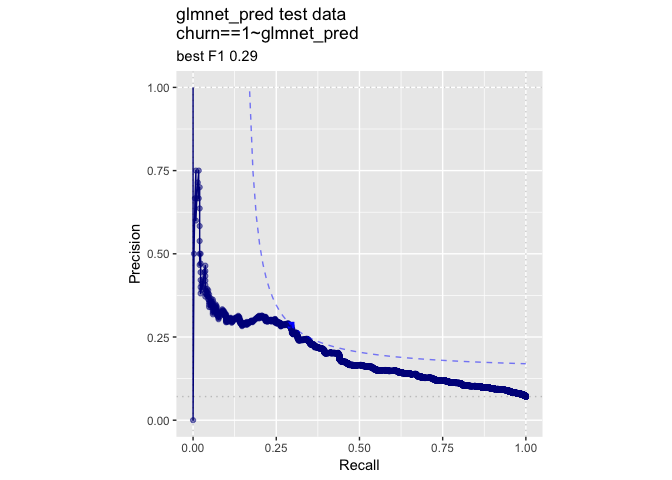 glmnet_pred test data
churn==1~glmnet_pred
best F1 0.29
1.00
0.75
0.50
0.25
0.00
Precision
0.00 0.25 0.50 0.75 1.00
Recall